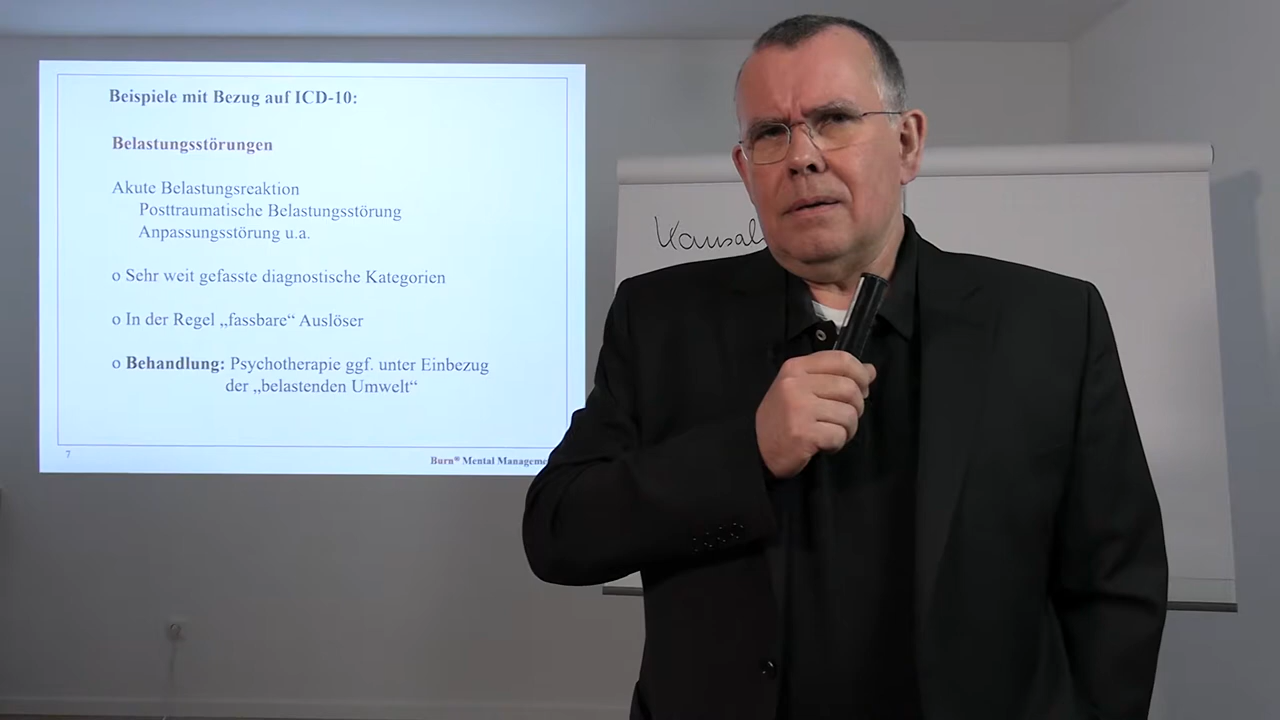 Beispiele mit Bezug auf ICD-10:
Belastungsstörungen
Akute Belastungsreaktion
Posttraumatische Belastungsstörung
Anpassungsstörung u.a.
o Sehr weit gefasste diagnostische Kategorien
o In der Regel „fassbare“ Auslöser
o Behandlung: Psychotherapie ggf. unter Einbezug
der „belastenden Umwelt“
7
Burn® Mental Manageme
Kausal